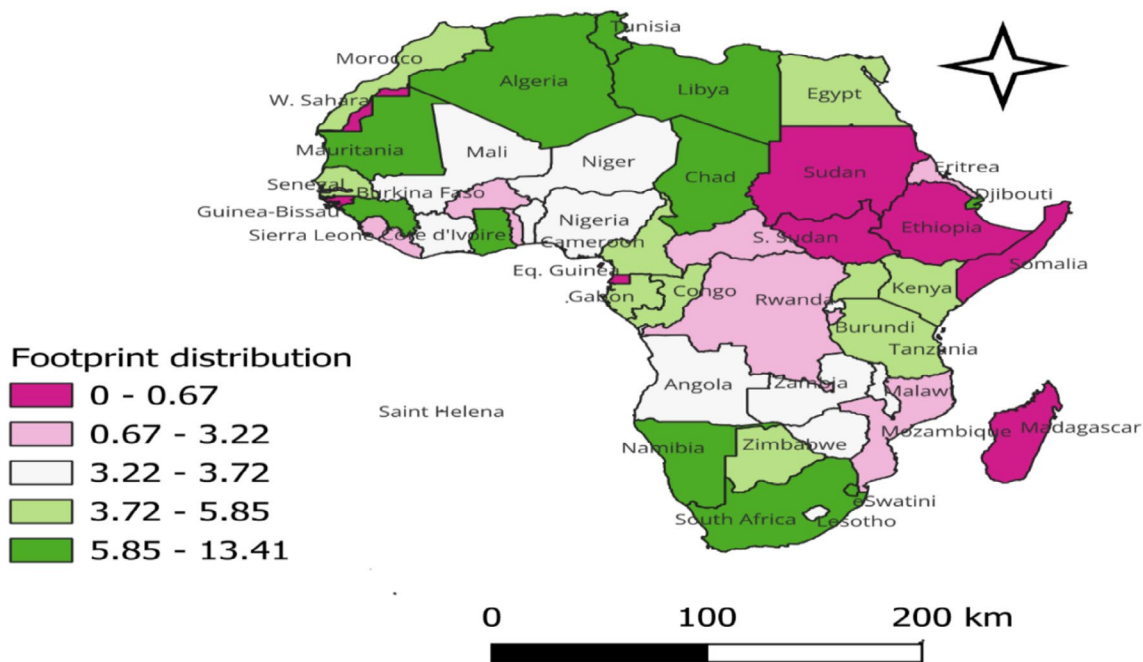 Tunisia
Morocco
Algeria
Libya
Egypt
W. Sahara
Mauritania
Mali
Niger
Chad
Sudan
Eritrea
Senegal
Burkina Faso
Djibouti
Guinea-Bissau
Nigeria
Ethiopia
Sierra Leone
Côte d'Ivoire
Cameroon
S. Sudan
Somalia
Eq. Guinea
Gabon
Congo
Rwanda
Kenya
Burundi
Tanzania
Footprint distribution
0 - 0.67
0.67 - 3.22
3.22 - 3.72
3.72 - 5.85
5.85 - 13.41
Angola
Zambia
Malawi
Saint Helena
Mozambique
Madagascar
Namibia
Zimbabwe
eSwatini
South Africa
Lesotho
0 100 200 km